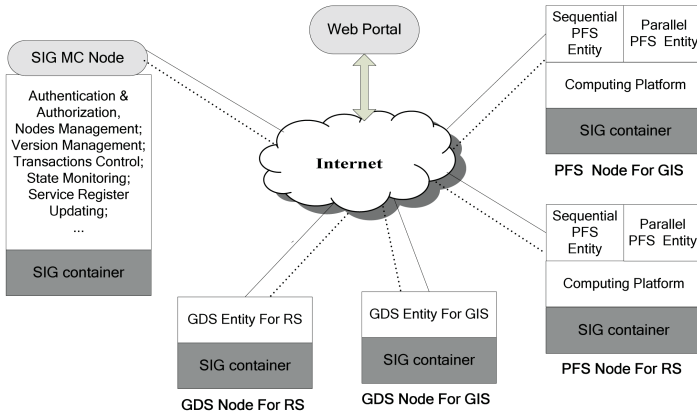 Web Portal
SIG MC Node
Authentication &
Authorization,
Nodes Management;
Version Management;
Transactions Control;
State Monitoring;
Service Register
Updating;
...
SIG container
Internet
Sequential
PFS
Entity
Parallel
PFS Entity
Computing Platform
SIG container
PFS Node For GIS
Sequential
PFS
Entity
Parallel
PFS Entity
Computing Platform
SIG container
PFS Node For RS
GDS Entity For RS
SIG container
GDS Node For RS
GDS Entity For GIS
SIG container
GDS Node For GIS